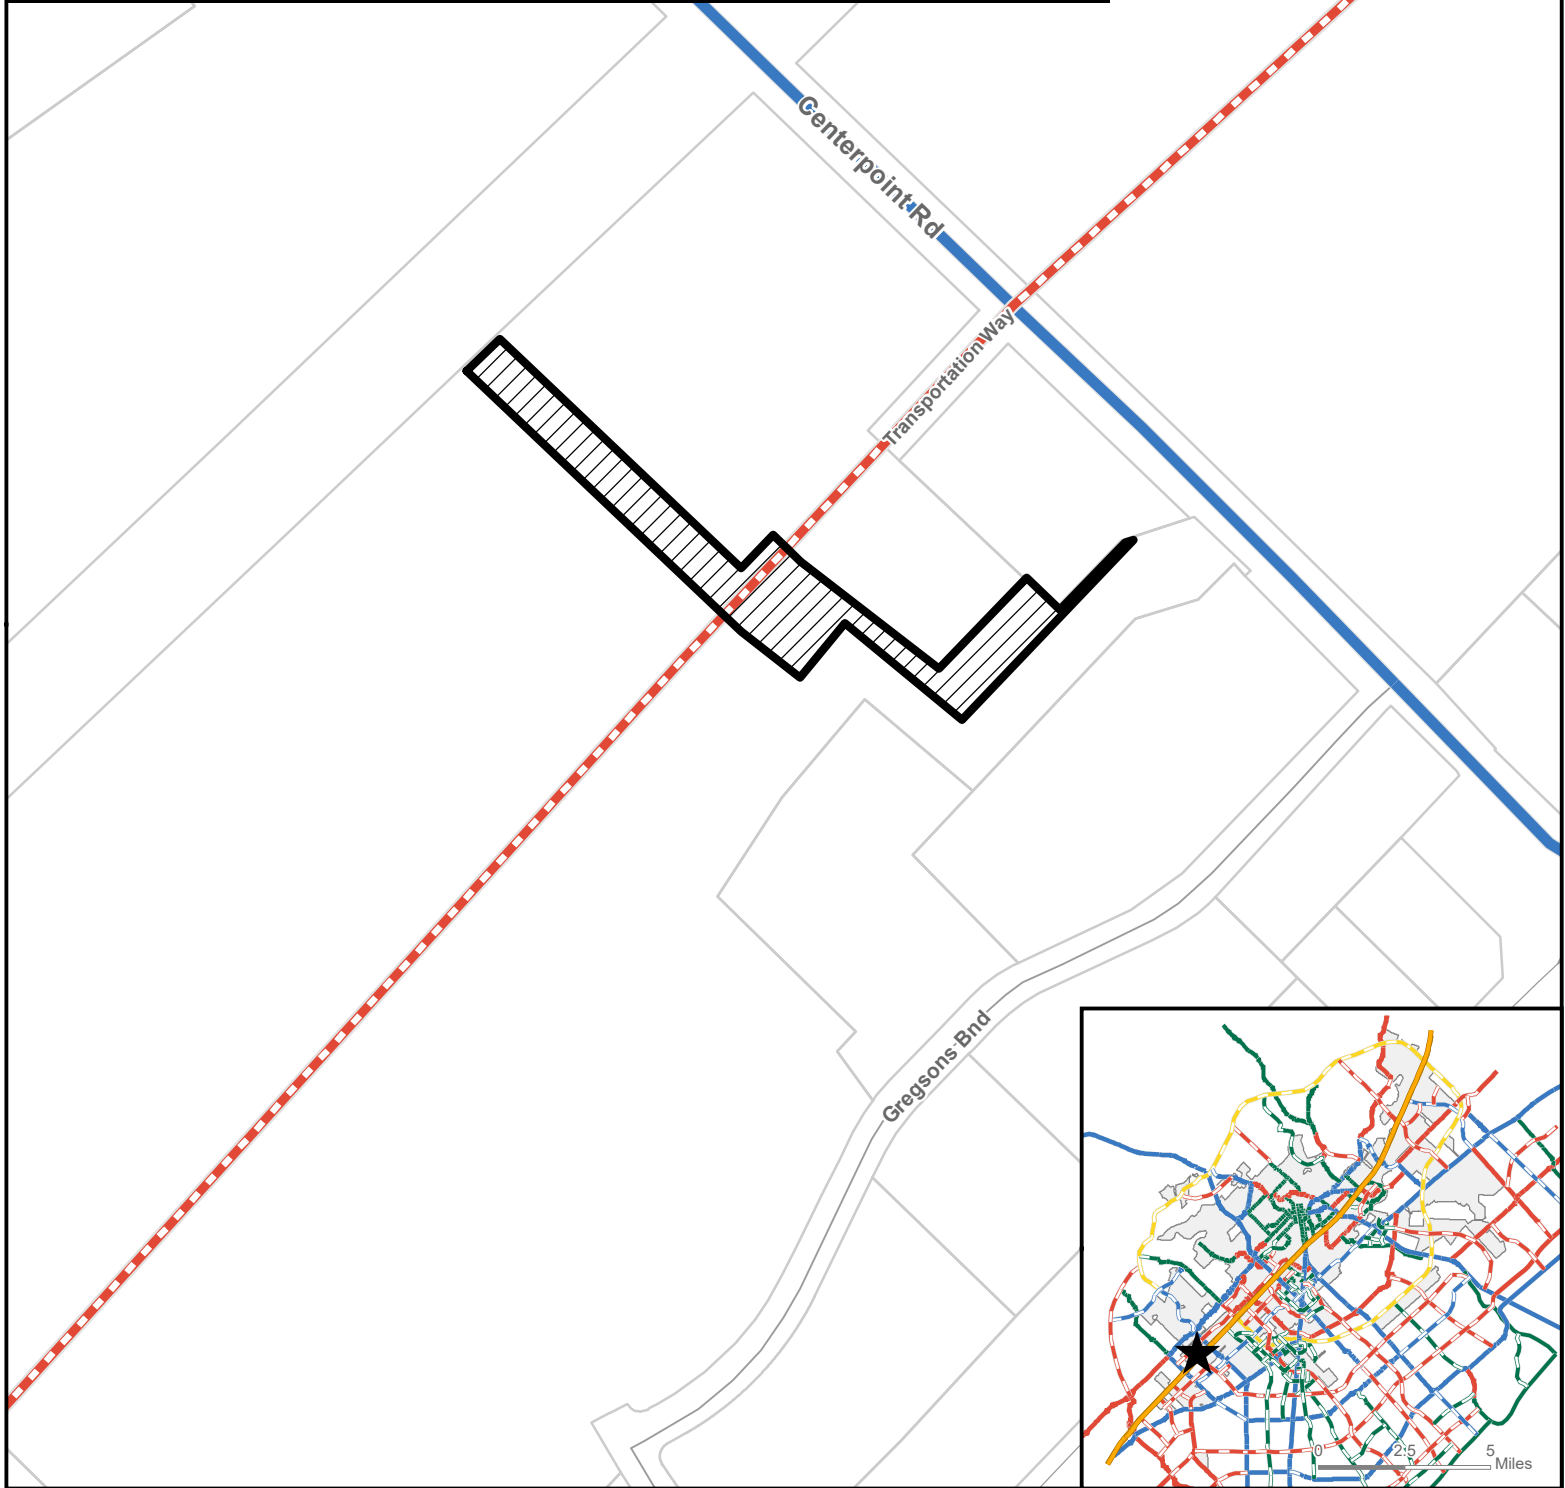 Centerpoint Rd
Transportation Way
Gregsons Bnd
0 2.5 5
Miles